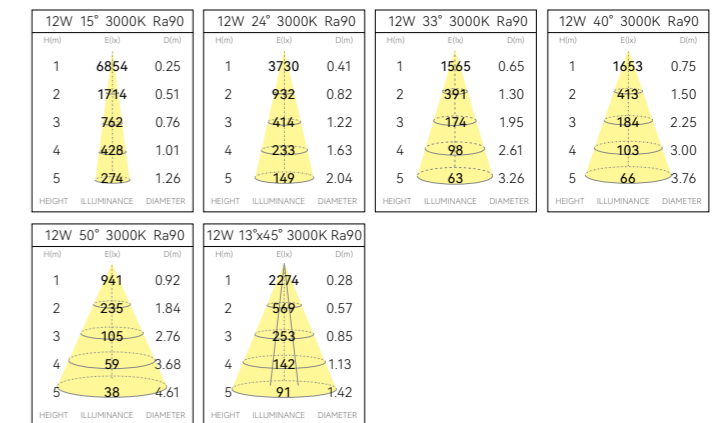 12W 15° 3000K Ra90
H(m) E(lx) D(m)
1 6854 0.25
2 1714 0.51
3 762 0.76
4 428 1.01
5 274 1.26
HEIGHT ILLUMINANCE DIAMETER
12W 24° 3000K Ra90
H(m) E(lx) D(m)
1 3730 0.41
2 932 0.82
3 414 1.22
4 233 1.63
5 149 2.04
HEIGHT ILLUMINANCE DIAMETER
12W 33° 3000K Ra90
H(m) E(lx) D(m)
1 1565 0.65
2 391 1.30
3 174 1.95
4 98 2.61
5 63 3.26
HEIGHT ILLUMINANCE DIAMETER
12W 40° 3000K Ra90
H(m) E(lx) D(m)
1 1653 0.75
2 413 1.50
3 184 2.25
4 103 3.00
5 66 3.76
HEIGHT ILLUMINANCE DIAMETER
12W 50° 3000K Ra90
H(m) E(lx) D(m)
1 941 0.92
2 235 1.84
3 105 2.76
4 59 3.68
5 38 4.61
HEIGHT ILLUMINANCE DIAMETER
12W 13°x45° 3000K Ra90
H(m) E(lx) D(m)
1 2274 0.28
2 569 0.57
3 253 0.85
4 142 1.13
5 91 1.42
HEIGHT ILLUMINANCE DIAMETER